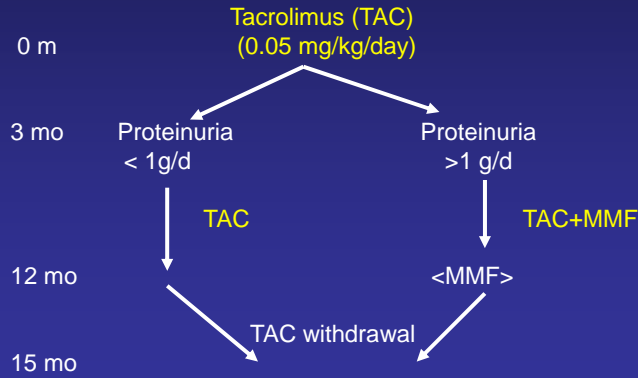 Tacrolimus (TAC)
0 m
(0.05 mg/kg/day)
3 mo
Proteinuria
< 1g/d
Proteinuria
>1 g/d
TAC
TAC+MMF
12 mo
<MMF>
TAC withdrawal
15 mo